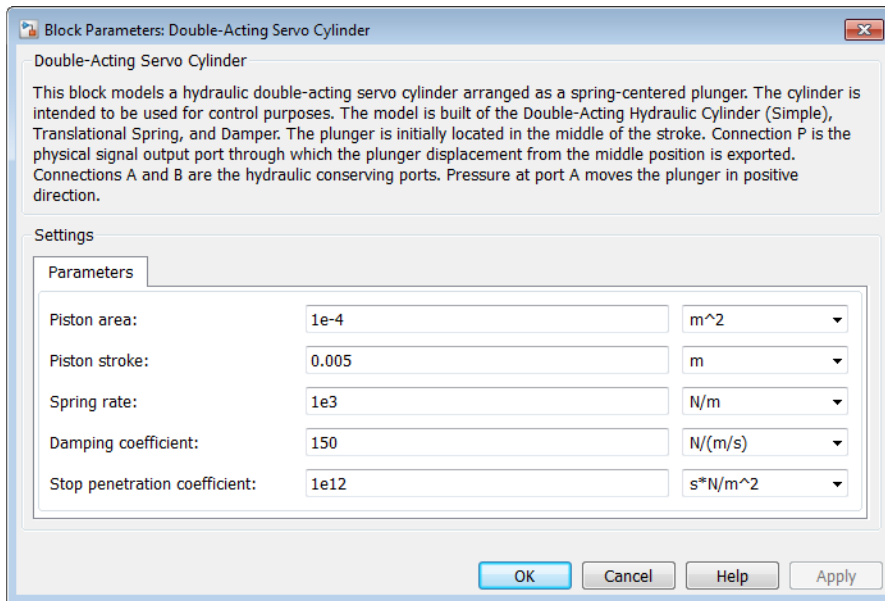 Block Parameters: Double-Acting Servo Cylinder
Double-Acting Servo Cylinder
This block models a hydraulic double-acting servo cylinder arranged as a spring-centered plunger. The cylinder is
intended to be used for control purposes. The model is built of the Double-Acting Hydraulic Cylinder (Simple),
Translational Spring, and Damper. The plunger is initially located in the middle of the stroke. Connection P is the
physical signal output port through which the plunger displacement from the middle position is exported.
Connections A and B are the hydraulic conserving ports. Pressure at port A moves the plunger in positive
direction.
Settings
Parameters
Piston area: 1e-4 m^2
Piston stroke: 0.005 m
Spring rate: 1e3 N/m
Damping coefficient: 150 N/(m/s)
Stop penetration coefficient: 1e12 s*N/m^2
OK Cancel Help Apply